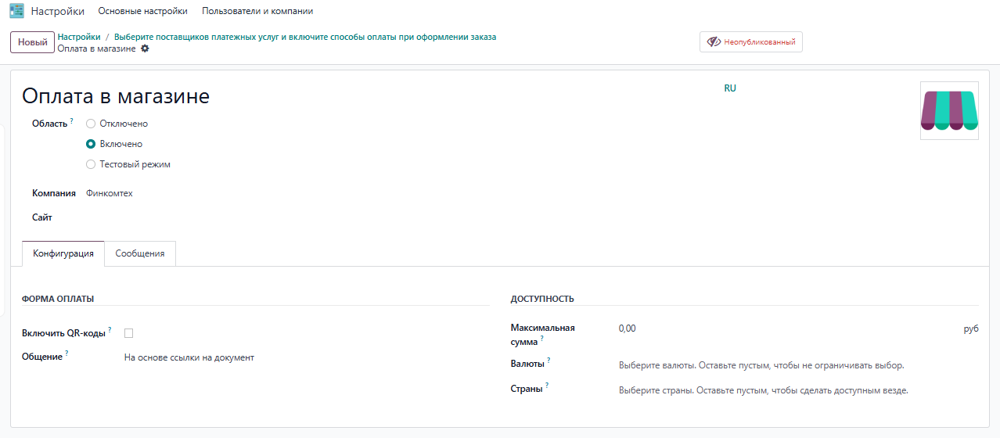 Настройки Основные настройки Пользователи и компании
Новый Настройки / Выберите поставщиков платежных услуг и включите способы оплаты при оформлении заказа
Оплата в магазине
Неопубликованный
Оплата в магазине
RU
Область ? Отключено
Включено
Тестовый режим
Компания Финкомтех
Сайт
Конфигурация Сообщения
ФОРМА ОПЛАТЫ
Включить QR-коды ?
Общение ? На основе ссылки на документ
ДОСТУПНОСТЬ
Максимальная
сумма ? 0,00 руб
Валюты ? Выберите валюты. Оставьте пустым, чтобы не ограничивать выбор.
Страны ? Выберите страны. Оставьте пустым, чтобы сделать доступным везде.